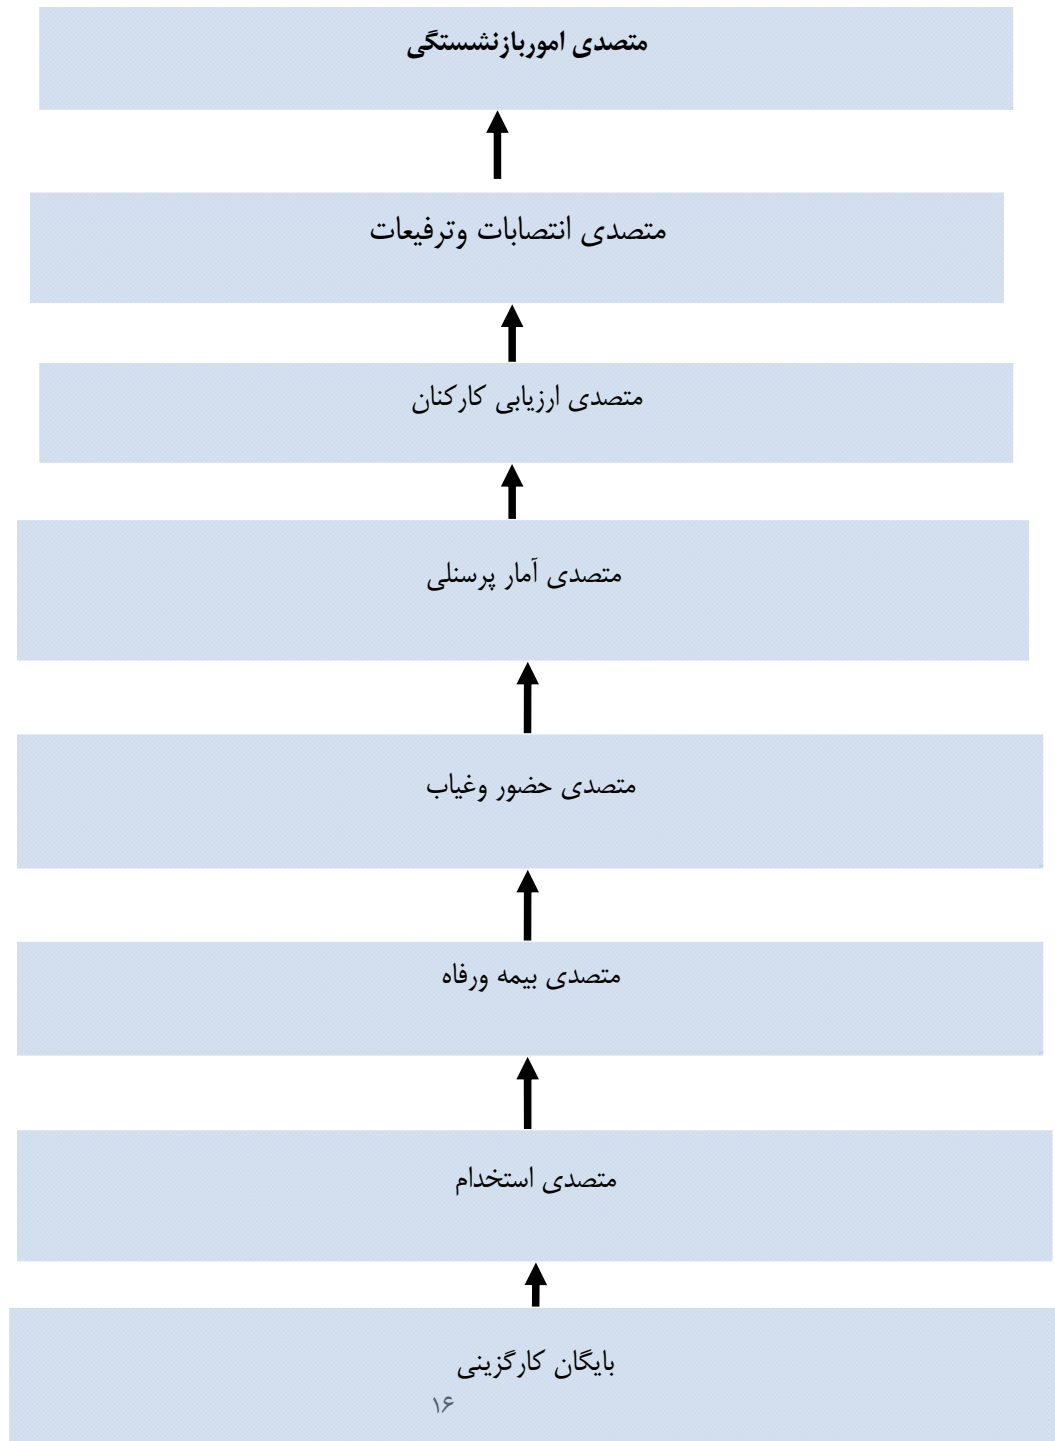 متصدی اموربازنشستگی
متصدی انتصابات وترفیعات
متصدی ارزیابی کارکنان
متصدی آمار پرسنلی
متصدی حضور وغیاب
متصدی بیمه ورفاه
متصدی استخدام
بایگان کارگزینی
۱۶